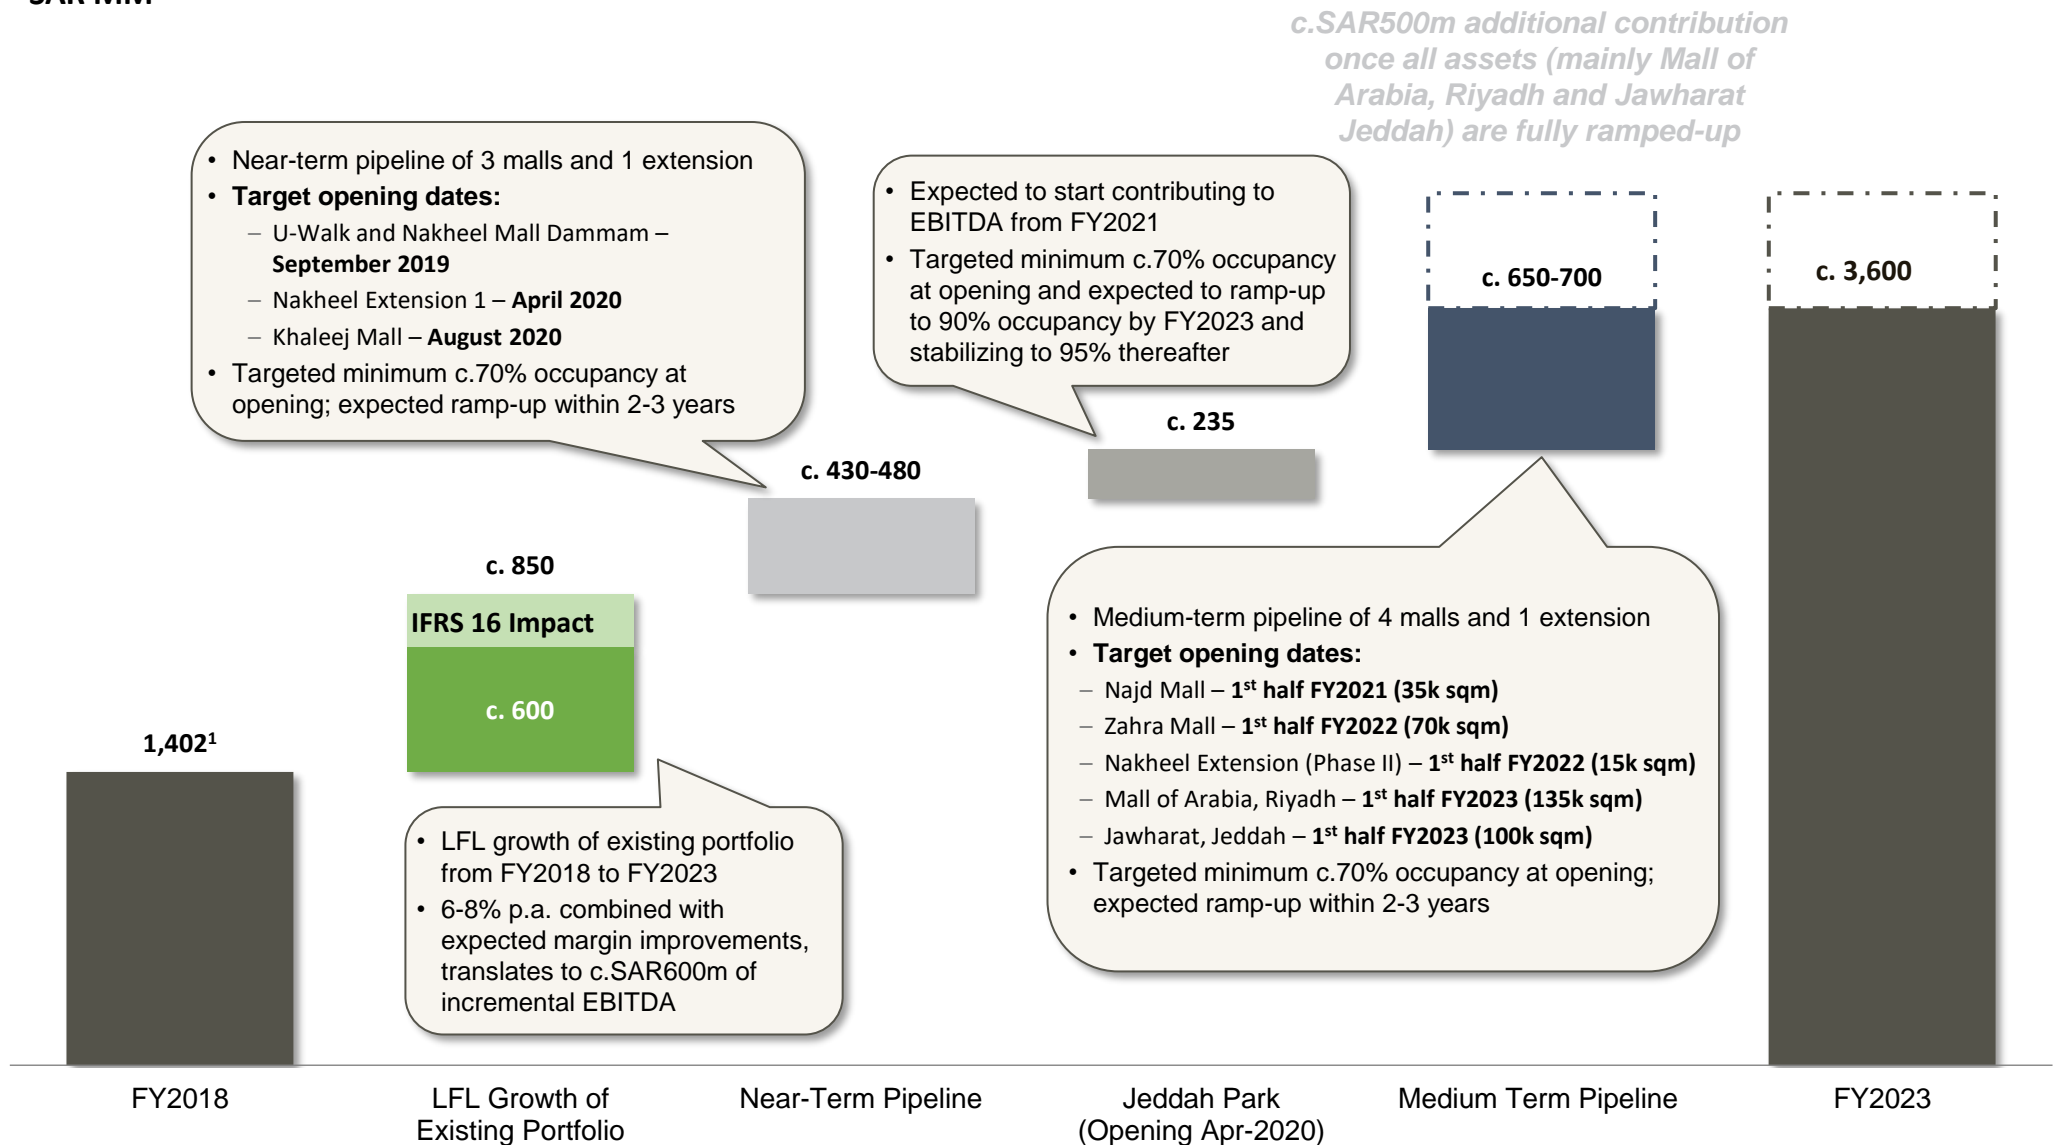 SAR MM
c.SAR500m additional contribution
once all assets (mainly Mall of
Arabia, Riyadh and Jawharat
Jeddah) are fully ramped-up
• Near-term pipeline of 3 malls and 1 extension
• Target opening dates:
– U-Walk and Nakheel Mall Dammam –
September 2019
– Nakheel Extension 1 – April 2020
– Khaleej Mall – August 2020
• Targeted minimum c.70% occupancy at
opening; expected ramp-up within 2-3 years
• Expected to start contributing to
EBITDA from FY2021
• Targeted minimum c.70% occupancy
at opening and expected to ramp-up
to 90% occupancy by FY2023 and
stabilizing to 95% thereafter
c. 650-700
c. 3,600
c. 235
c. 430-480
c. 850
IFRS 16 Impact
c. 600
1,402¹
• LFL growth of existing portfolio
from FY2018 to FY2023
• 6-8% p.a. combined with
expected margin improvements,
translates to c.SAR600m of
incremental EBITDA
• Medium-term pipeline of 4 malls and 1 extension
• Target opening dates:
– Najd Mall – 1st half FY2021 (35k sqm)
– Zahra Mall – 1st half FY2022 (70k sqm)
– Nakheel Extension (Phase II) – 1st half FY2022 (15k sqm)
– Mall of Arabia, Riyadh – 1st half FY2023 (135k sqm)
– Jawharat, Jeddah – 1st half FY2023 (100k sqm)
• Targeted minimum c.70% occupancy at opening;
expected ramp-up within 2-3 years
FY2018
LFL Growth of
Existing Portfolio
Near-Term Pipeline
Jeddah Park
(Opening Apr-2020)
Medium Term Pipeline
FY2023